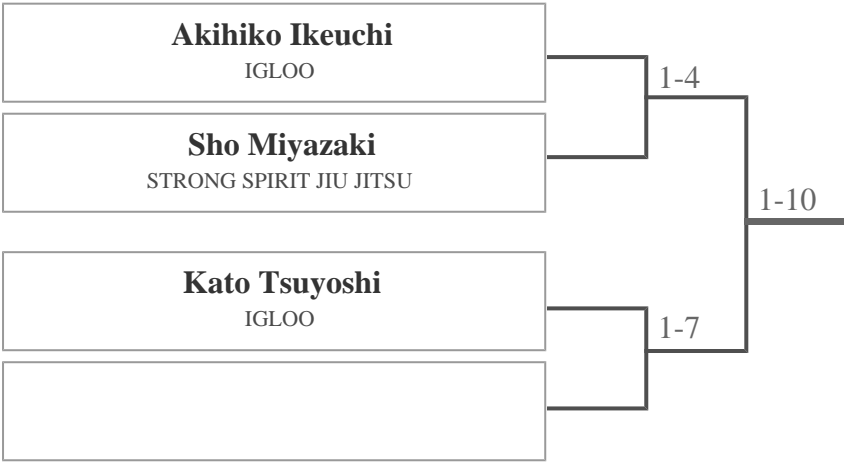 Akihiko Ikeuchi
IGLOO
1-4
Sho Miyazaki
STRONG SPIRIT JIU JITSU
1-10
Kato Tsuyoshi
IGLOO
1-7